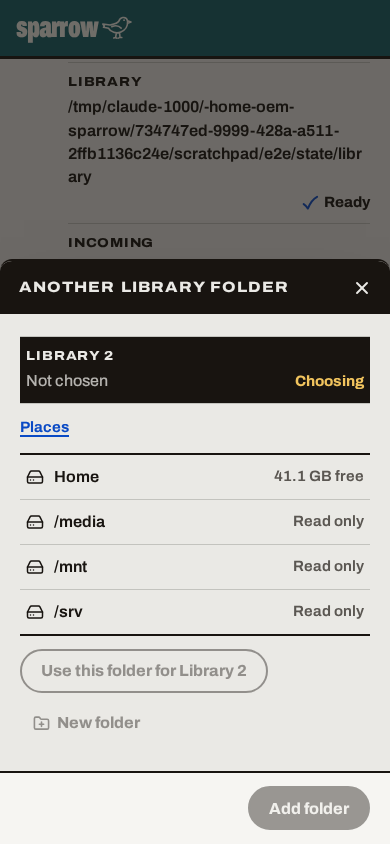 sparrow
LIBRARY
/tmp/claude-1000/-home-oem-
sparrow/734747ed-9999-428a-a511-
2ffb1136c24e/scratchpad/e2e/state/libr
ary
Ready
INCOMING
ANOTHER LIBRARY FOLDER
LIBRARY 2
Not chosen Choosing
Places
Home 41.1 GB free
/media Read only
/mnt Read only
/srv Read only
Use this folder for Library 2
New folder
Add folder